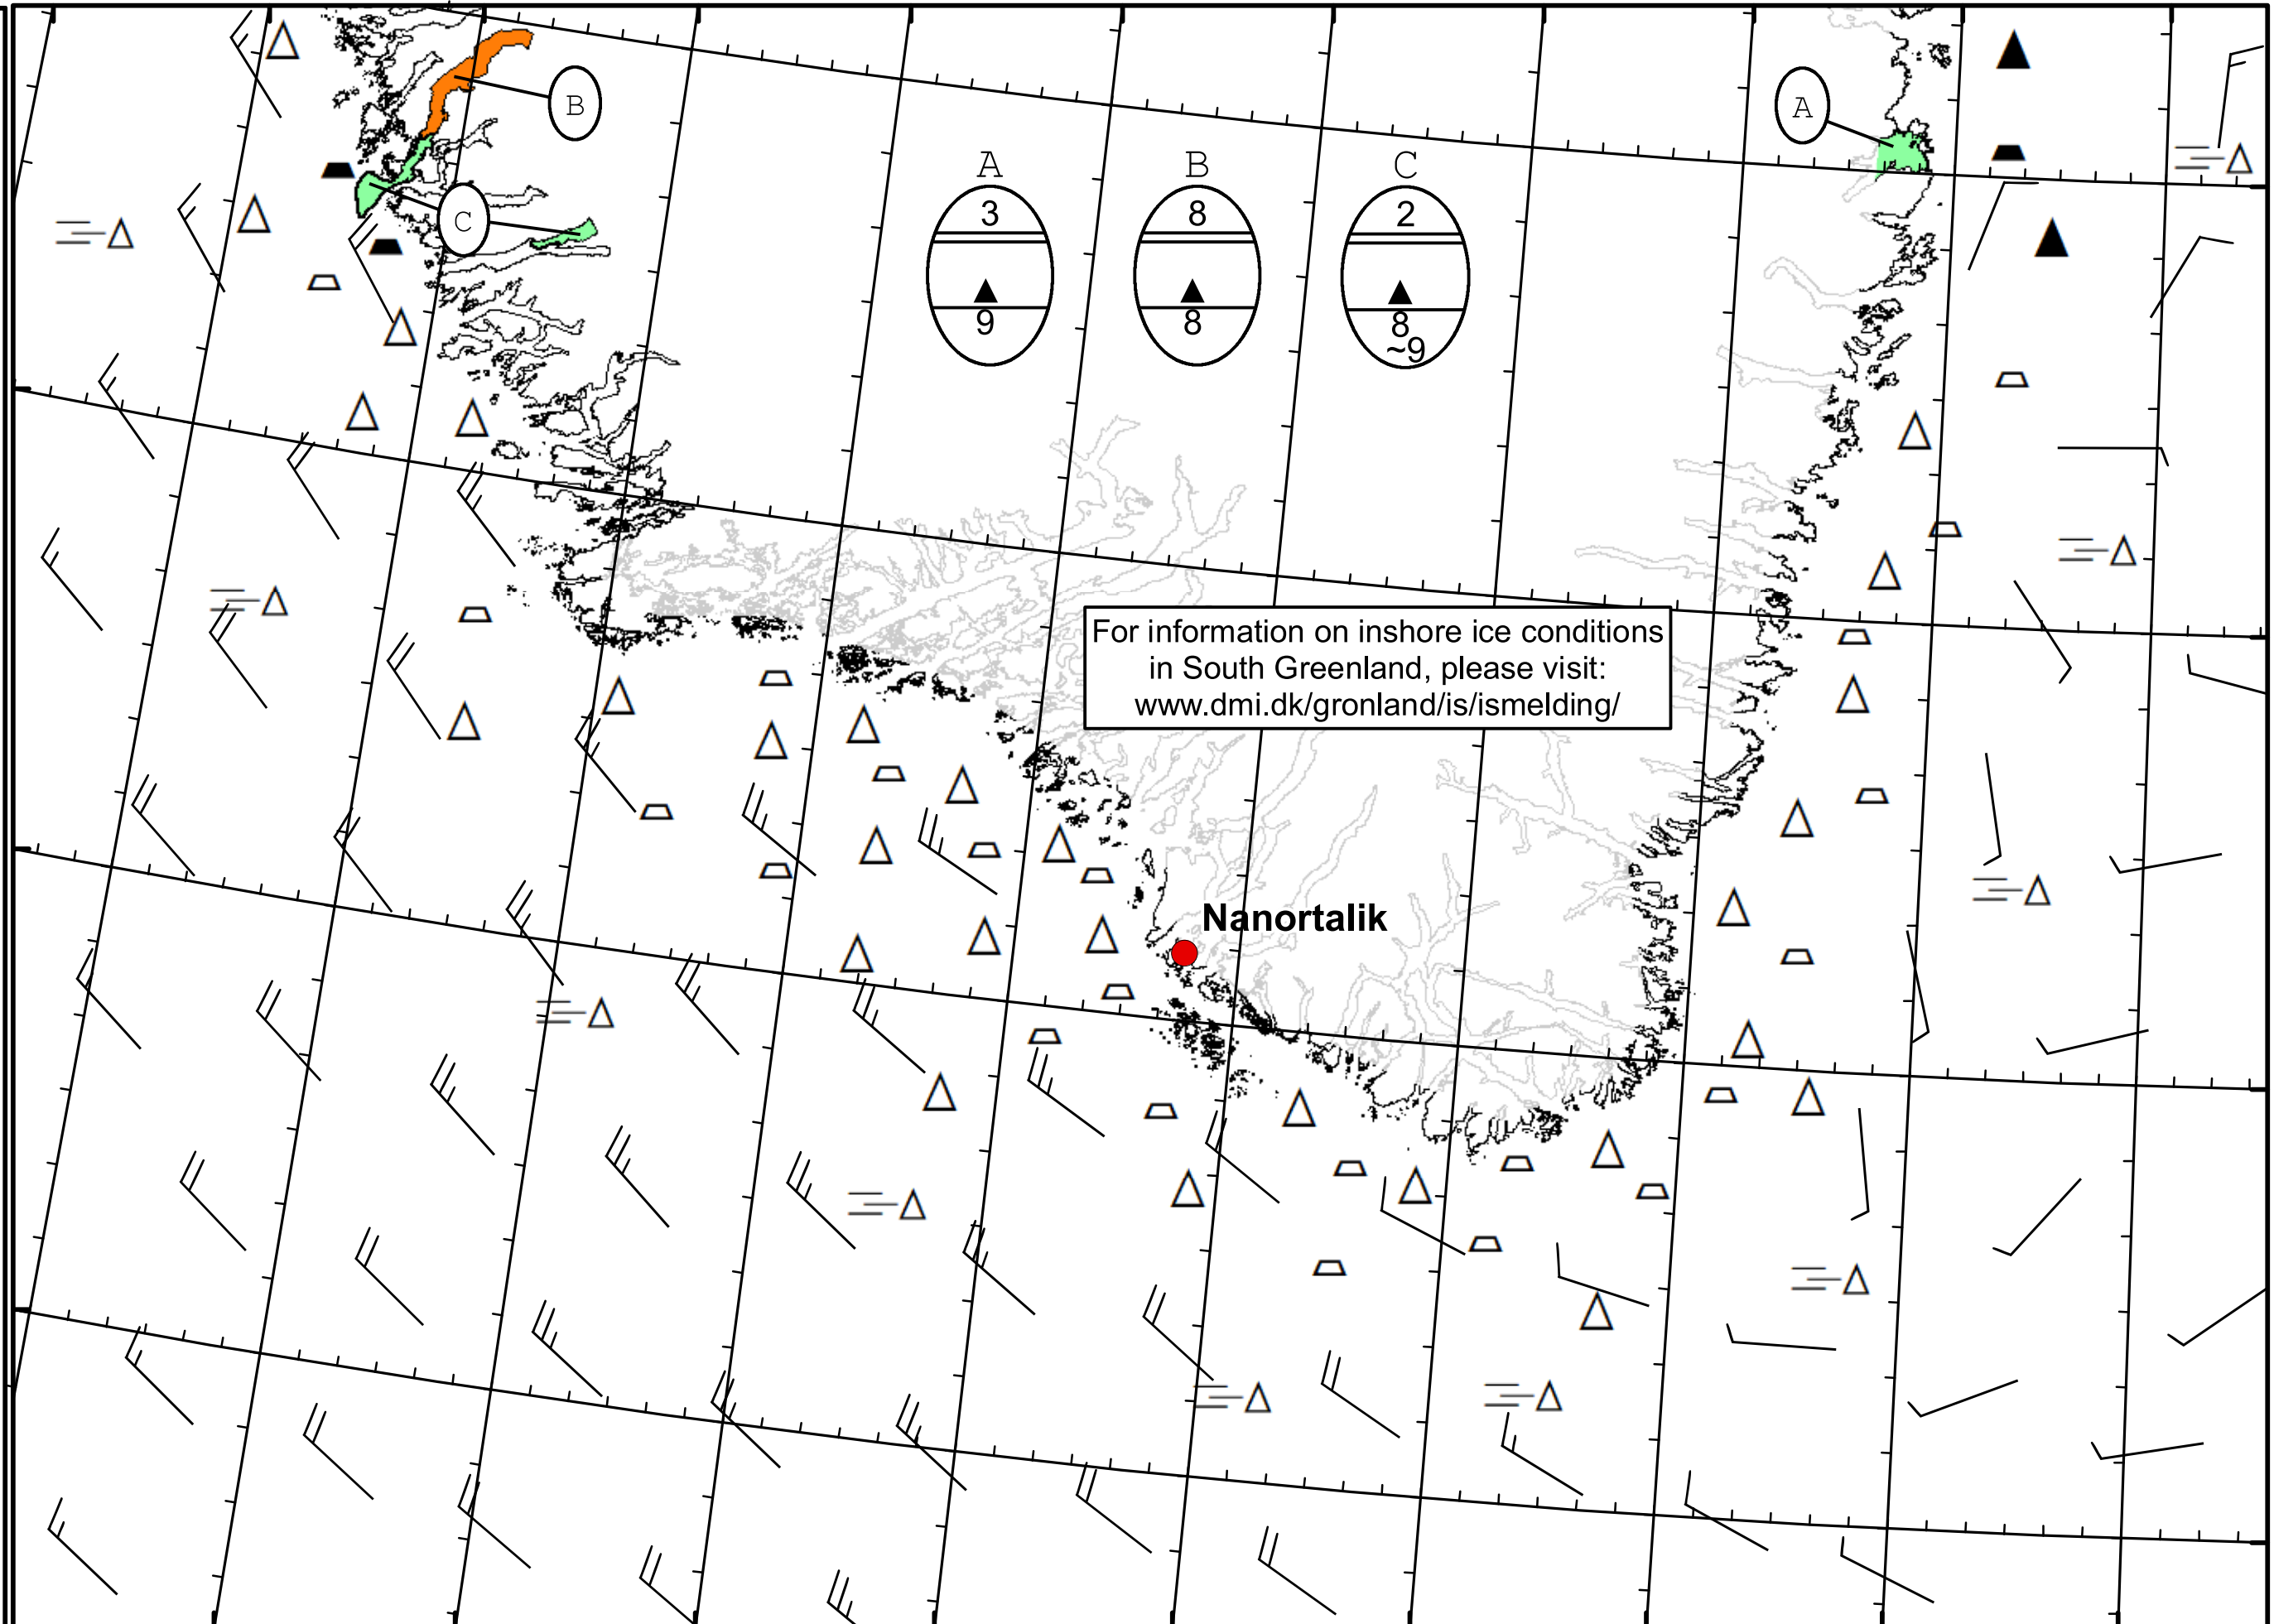 B
A
C
A
B
C
3
8
2
9
8
8
~9
For information on inshore ice conditions
in South Greenland, please visit:
www.dmi.dk/gronland/is/ismelding/
Nanortalik